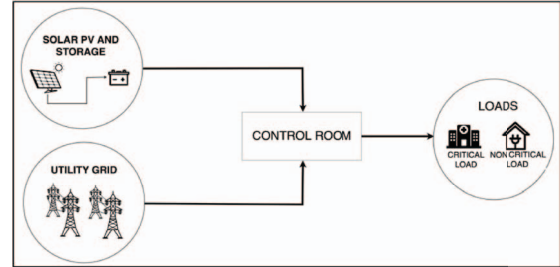 SOLAR PV AND
STORAGE
UTILITY GRID
CONTROL ROOM
LOADS
CRITICAL
LOAD
NON CRITICAL
LOAD